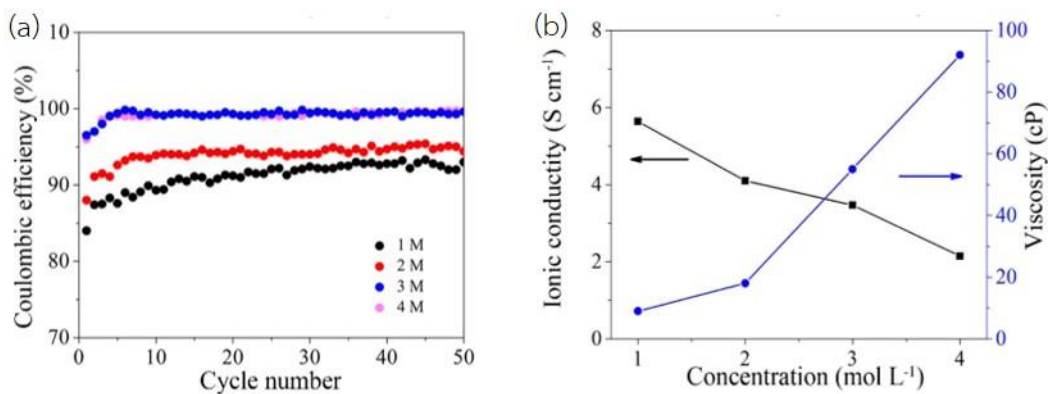 (a)
Coulombic efficiency (%)
10
100
90
80
70
0
10
20
30
40
50
Cycle number
1 M
2 M
3 M
4 M
(b)
Ionic conductivity (S cm⁻¹)
8
6
4
2
0
1
2
3
4
Concentration (mol L⁻¹)
100
80
60
40
20
0
Viscosity (cP)